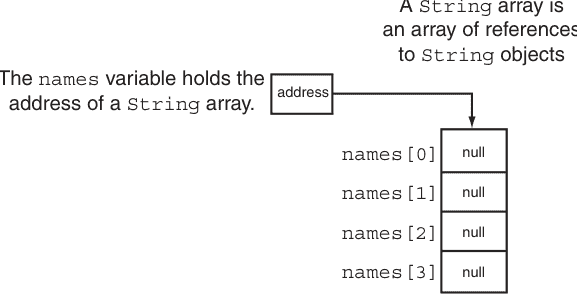 A String array is
an array of references
to String objects
The names variable holds the
address of a String array.
address
names[0] null
names[1] null
names[2] null
names[3] null